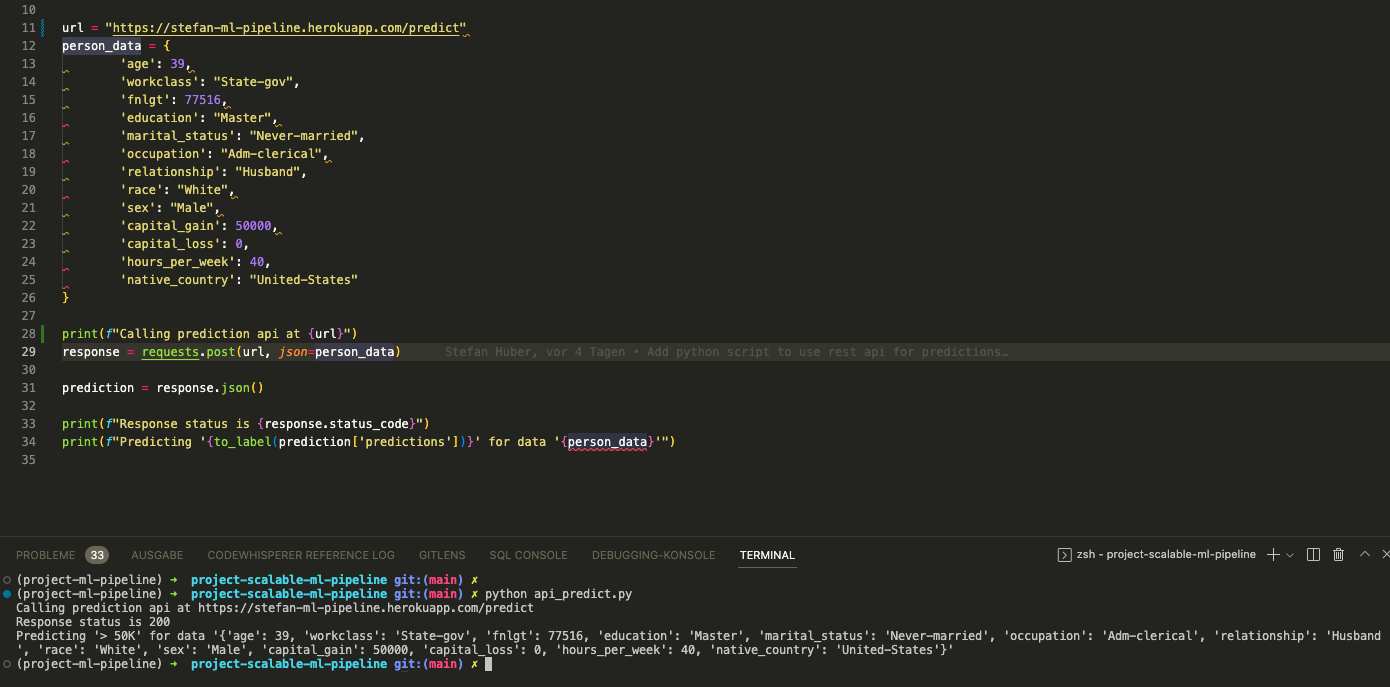 10
11 url = "https://stefan-ml-pipeline.herokuapp.com/predict"
12 person_data = {
13 'age': 39,
14 'workclass': "State-gov",
15 'fnlgt': 77516,
16 'education': "Master",
17 'marital_status': "Never-married",
18 'occupation': "Adm-clerical",
19 'relationship': "Husband",
20 'race': "White",
21 'sex': "Male",
22 'capital_gain': 50000,
23 'capital_loss': 0,
24 'hours_per_week': 40,
25 'native_country': "United-States"
26 }
27
28 print(f"Calling prediction api at {url}")
29 response = requests.post(url, json=person_data) Stefan Huber, vor 4 Tagen • Add python script to use rest api for predictions…
30
31 prediction = response.json()
32
33 print(f"Response status is {response.status_code}")
34 print(f"Predicting '{to_label(prediction['predictions'])}' for data '{person_data}'")
35
PROBLEME 33 AUSGABE CODEWHISPERER REFERENCE LOG GITLENS SQL CONSOLE DEBUGGING-KONSOLE TERMINAL zsh - project-scalable-ml-pipeline
(project-ml-pipeline) ➜ project-scalable-ml-pipeline git:(main) ✗
(project-ml-pipeline) ➜ project-scalable-ml-pipeline git:(main) ✗ python api_predict.py
Calling prediction api at https://stefan-ml-pipeline.herokuapp.com/predict
Response status is 200
Predicting '> 50K' for data '{'age': 39, 'workclass': 'State-gov', 'fnlgt': 77516, 'education': 'Master', 'marital_status': 'Never-married', 'occupation': 'Adm-clerical', 'relationship': 'Husband
', 'race': 'White', 'sex': 'Male', 'capital_gain': 50000, 'capital_loss': 0, 'hours_per_week': 40, 'native_country': 'United-States'}'
(project-ml-pipeline) ➜ project-scalable-ml-pipeline git:(main) ✗